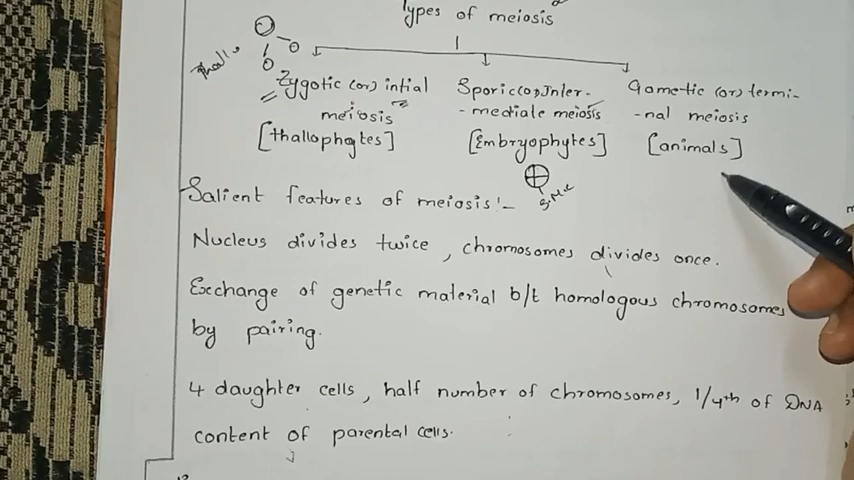 Types of meiosis
Thallo
Zygotic (or) intial
meiosis
[thallophytes]
Sporic (or) Inter-
-mediate meiosis
[Embryophytes]
Gametic (or) termi-
-nal meiosis
[animals]
S.M.C
Salient features of meiosis:-
Nucleus divides twice, chromosomes divides once.
Exchange of genetic material b/t homologous chromosomes
by pairing.
4 daughter cells, half number of chromosomes, 1/4th of DNA
content of parental cells.